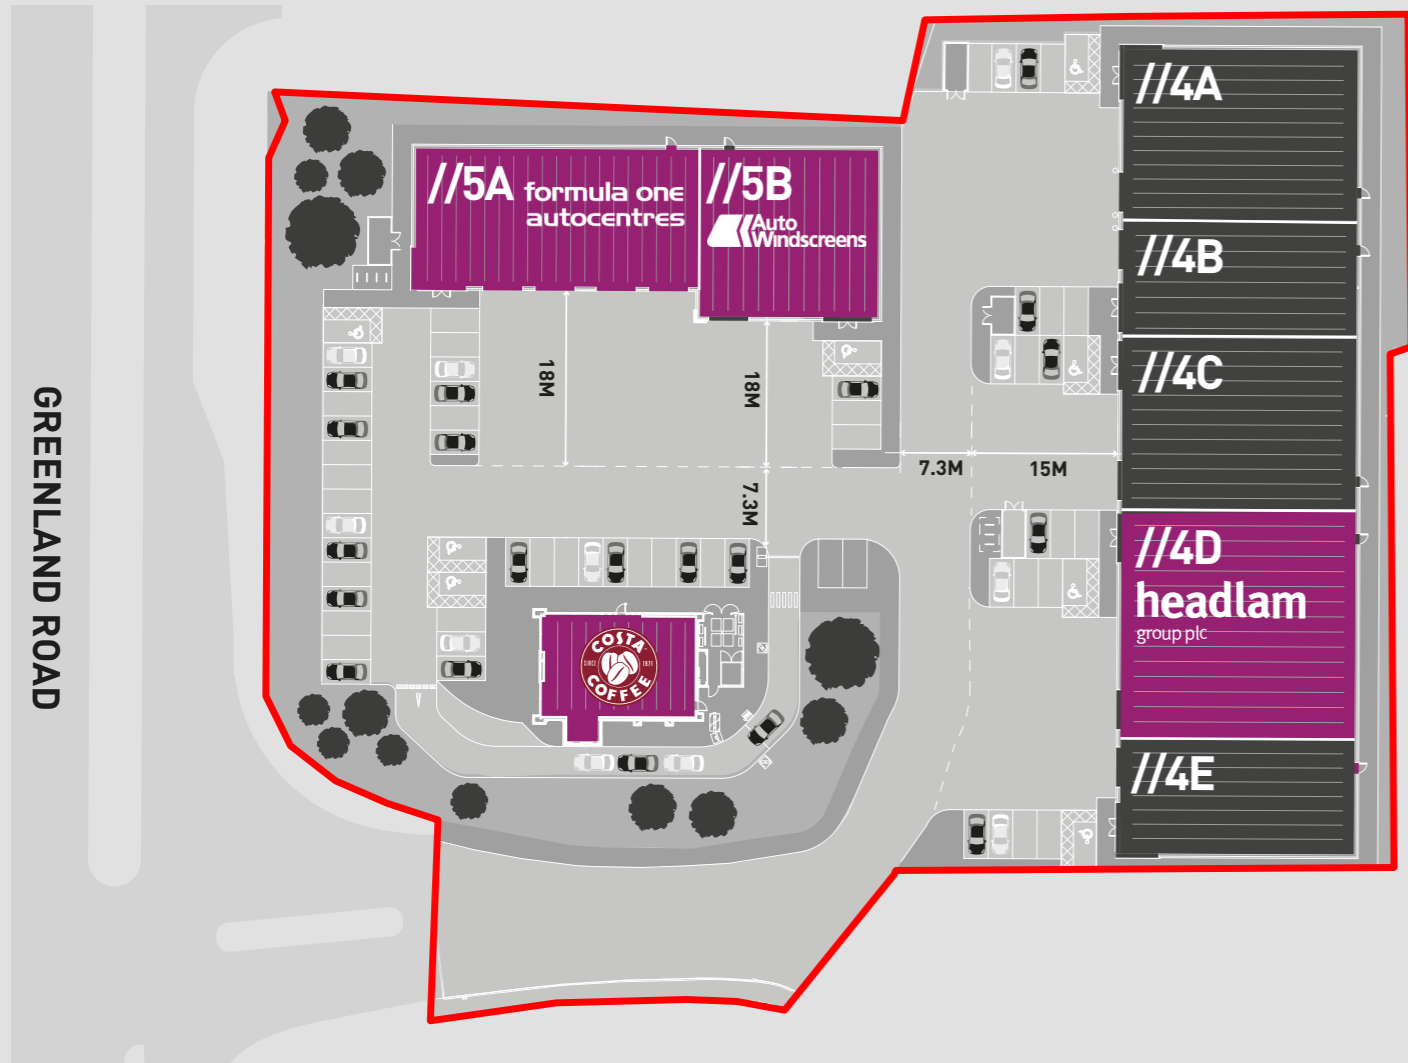 //4A
//5A formula one
autocentres
//5B
Auto
Windscreens
//4B
18M
18M
//4C
GREENLAND ROAD
7.3M
15M
7.3M
//4D
headlam
group plc
COSTA
SINCE 1971
COFFEE
//4E